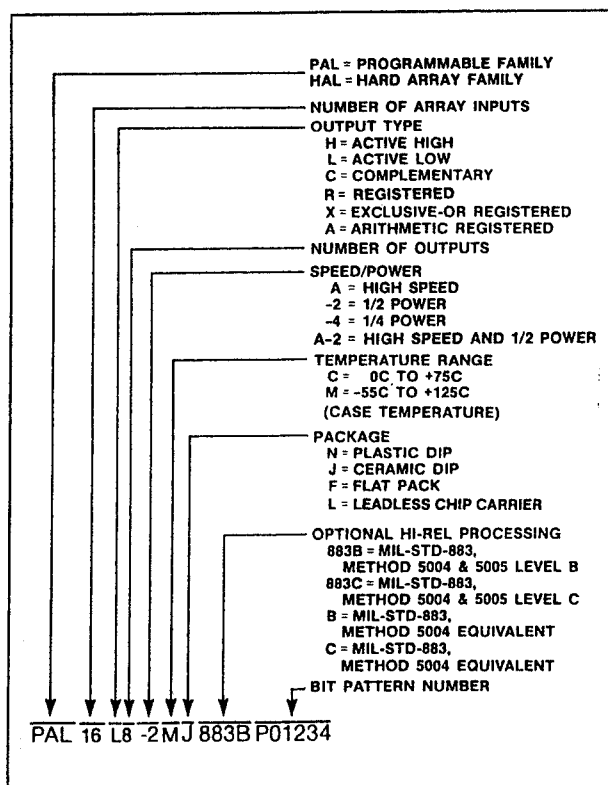 PAL = PROGRAMMABLE FAMILY
HAL = HARD ARRAY FAMILY
NUMBER OF ARRAY INPUTS
OUTPUT TYPE
H = ACTIVE HIGH
L = ACTIVE LOW
C = COMPLEMENTARY
R = REGISTERED
X = EXCLUSIVE-OR REGISTERED
A = ARITHMETIC REGISTERED
NUMBER OF OUTPUTS
SPEED/POWER
A = HIGH SPEED
-2 = 1/2 POWER
-4 = 1/4 POWER
A-2 = HIGH SPEED AND 1/2 POWER
TEMPERATURE RANGE
C = 0C TO +75C
M = -55C TO +125C
(CASE TEMPERATURE)
PACKAGE
N = PLASTIC DIP
J = CERAMIC DIP
F = FLAT PACK
L = LEADLESS CHIP CARRIER
OPTIONAL HI-REL PROCESSING
883B = MIL-STD-883,
METHOD 5004 & 5005 LEVEL B
883C = MIL-STD-883,
METHOD 5004 & 5005 LEVEL C
B = MIL-STD-883,
METHOD 5004 EQUIVALENT
C = MIL-STD-883,
METHOD 5004 EQUIVALENT
BIT PATTERN NUMBER
PAL 16 L8 -2 M J 883B P01234